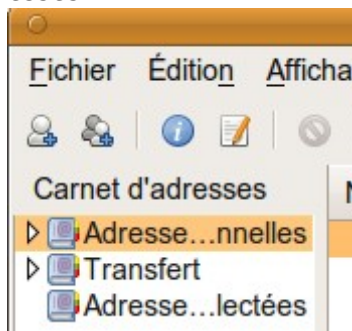 Fichier Édition Afficha
Carnet d'adresses N
Adresse…nnelles
Transfert
Adresse…lectées